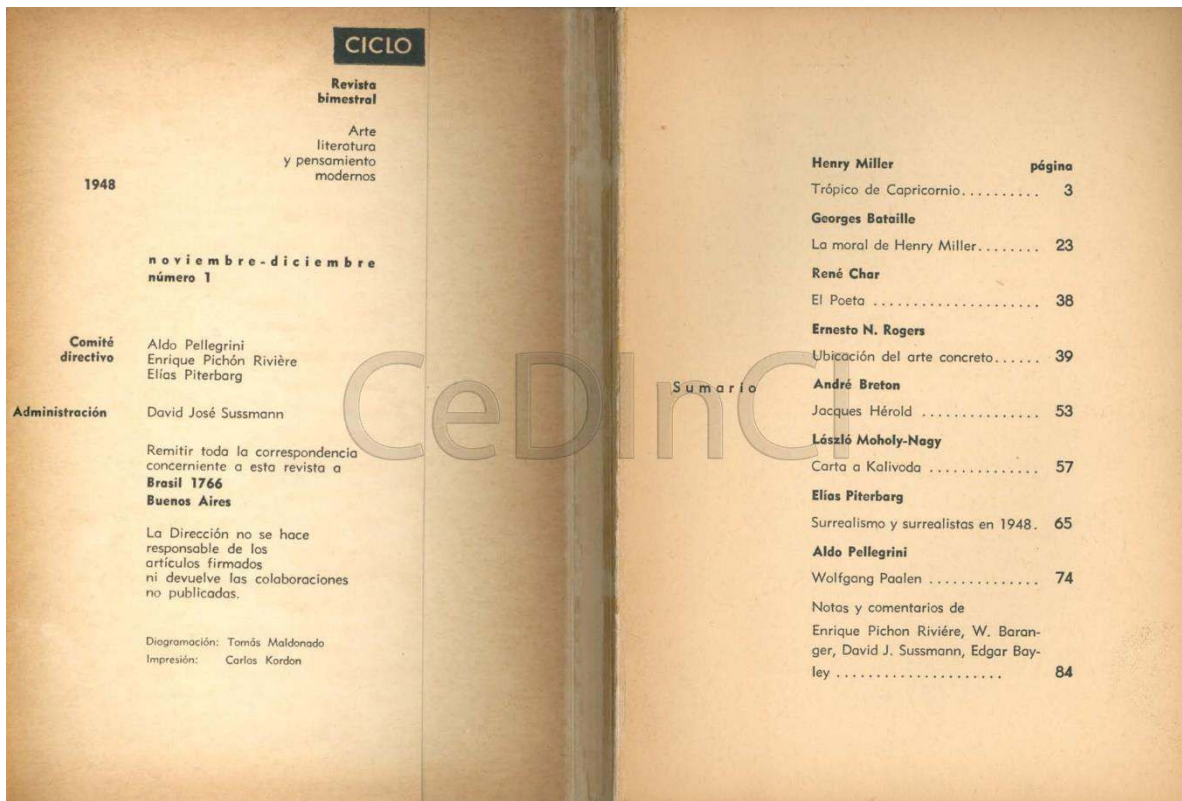 CICLO
Revista
bimestral
Arte
literatura
y pensamiento
modernos
1948
noviembre-diciembre
número 1
Comité
directivo
Aldo Pellegrini
Enrique Pichón Rivière
Elías Piterbarg
Administración
David José Sussmann
Remitir toda la correspondencia
concerniente a esta revista a
Brasil 1766
Buenos Aires
La Dirección no se hace
responsable de los
artículos firmados
ni devuelve las colaboraciones
no publicadas.
Diagramación: Tomás Maldonado
Impresión: Carlos Kordon
Sumario
Henry Miller página
Trópico de Capricornio.......... 3
Georges Bataille
La moral de Henry Miller........ 23
René Char
El Poeta ..................... 38
Ernesto N. Rogers
Ubicación del arte concreto...... 39
André Breton
Jacques Hérold ............... 53
László Moholy-Nagy
Carta a Kalivoda .............. 57
Elías Piterbarg
Surrealismo y surrealistas en 1948. 65
Aldo Pellegrini
Wolfgang Paalen .............. 74
Notas y comentarios de
Enrique Pichon Riviére, W. Baran-
ger, David J. Sussmann, Edgar Bay-
ley ..................... 84
CeDInCI